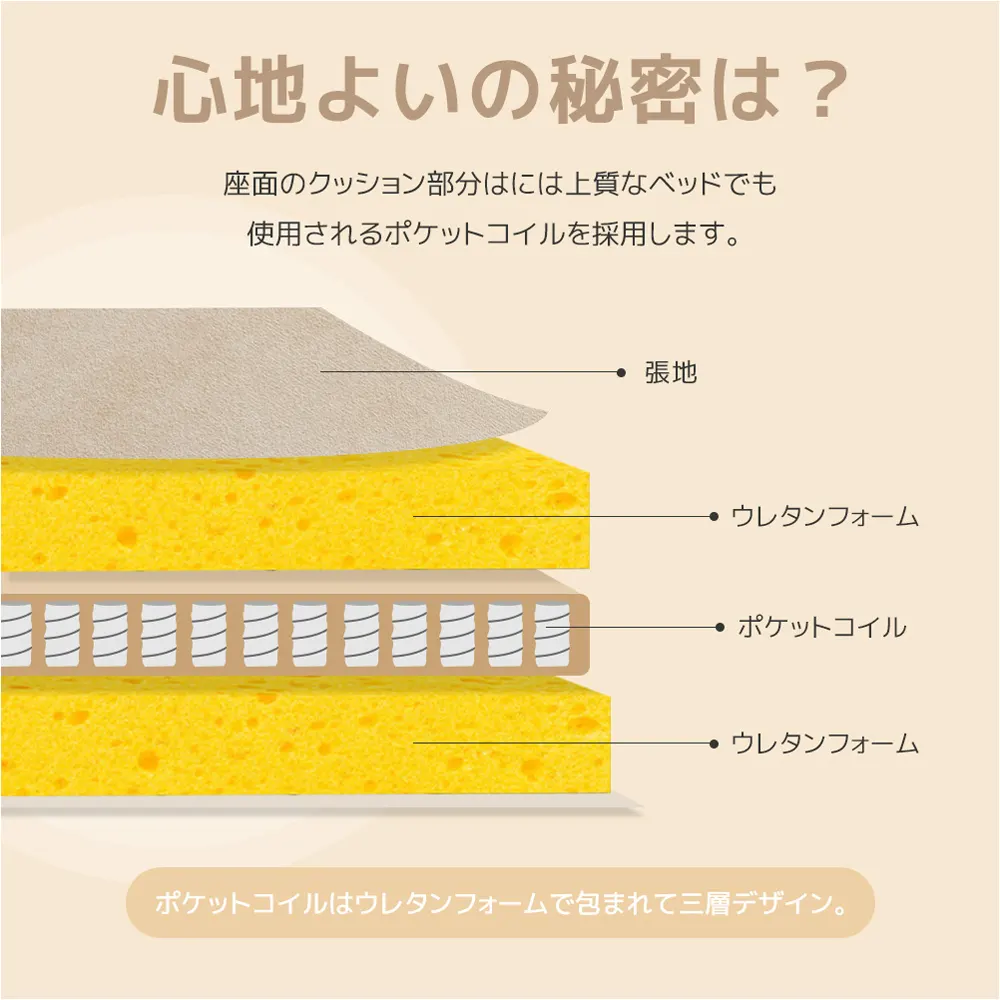 心地よいの秘密は？
座面のクッション部分はには上質なベッドでも
使用されるポケットコイルを採用します。
張地
ウレタンフォーム
ポケットコイル
ウレタンフォーム
ポケットコイルはウレタンフォームで包まれて三層デザイン。